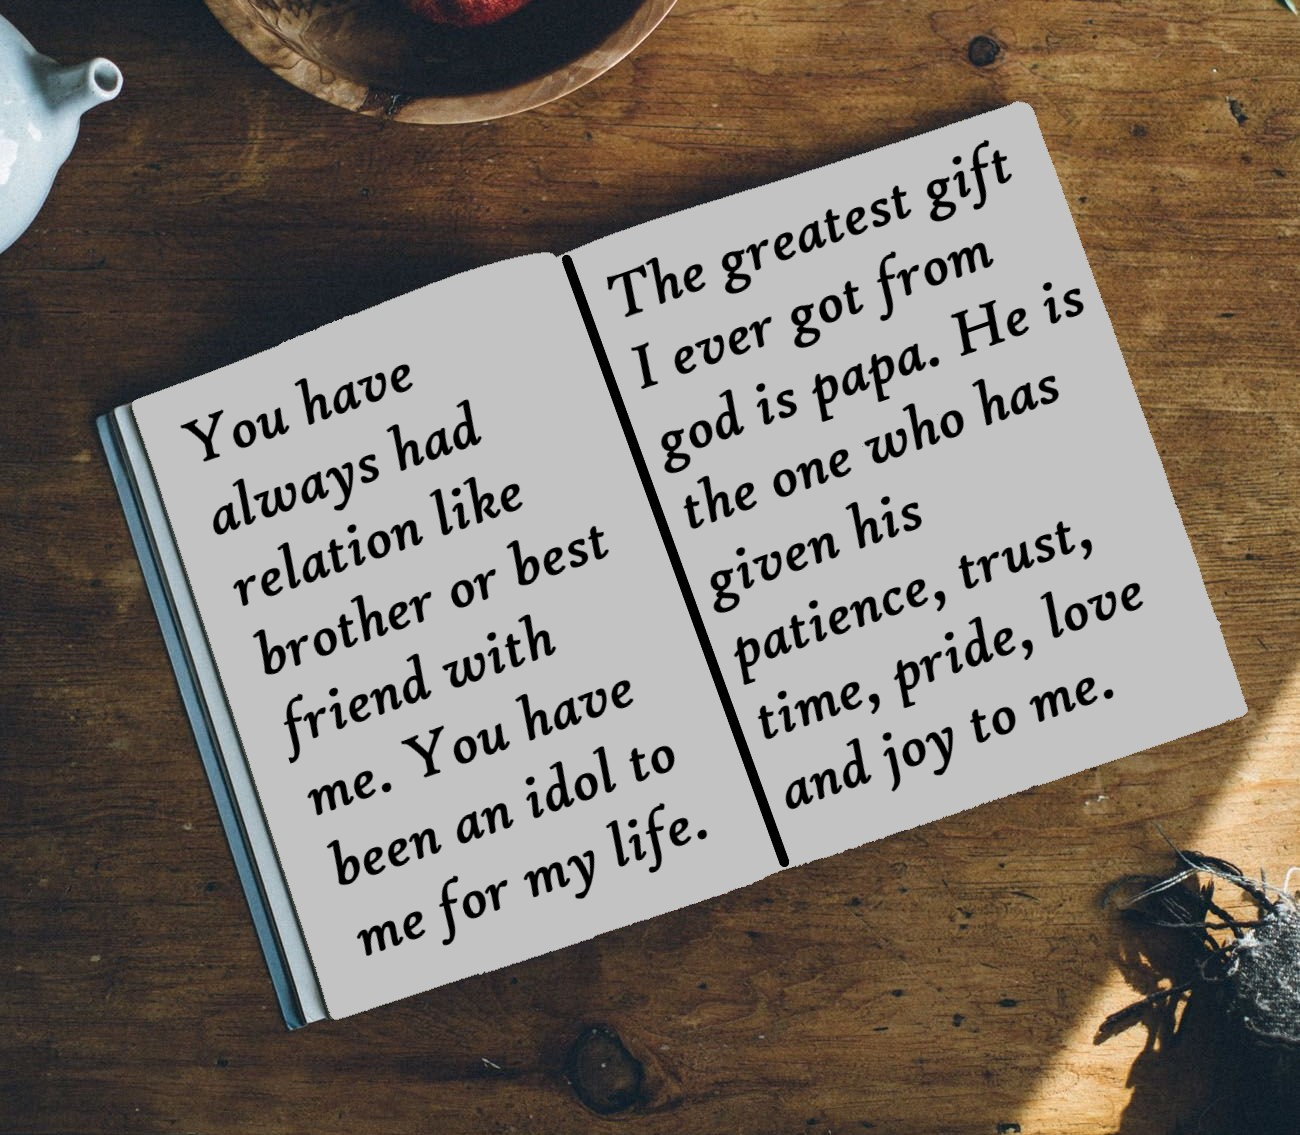 You have
always had
relation like
brother or best
friend with
me. You have
been an idol to
me for my life.
The greatest gift
I ever got from
god is papa. He is
the one who has
given his
patience, trust,
time, pride, love
and joy to me.